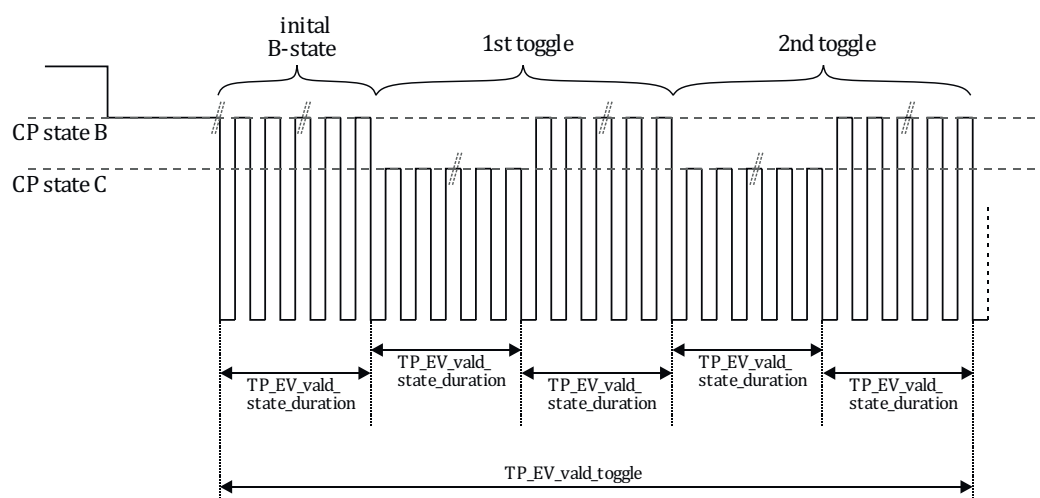 inital
B-state
1st toggle
2nd toggle
CP state B
CP state C
TP_EV_vald_
state_duration
TP_EV_vald_
state_duration
TP_EV_vald_
state_duration
TP_EV_vald_
state_duration
TP_EV_vald_
state_duration
TP_EV_vald_toggle